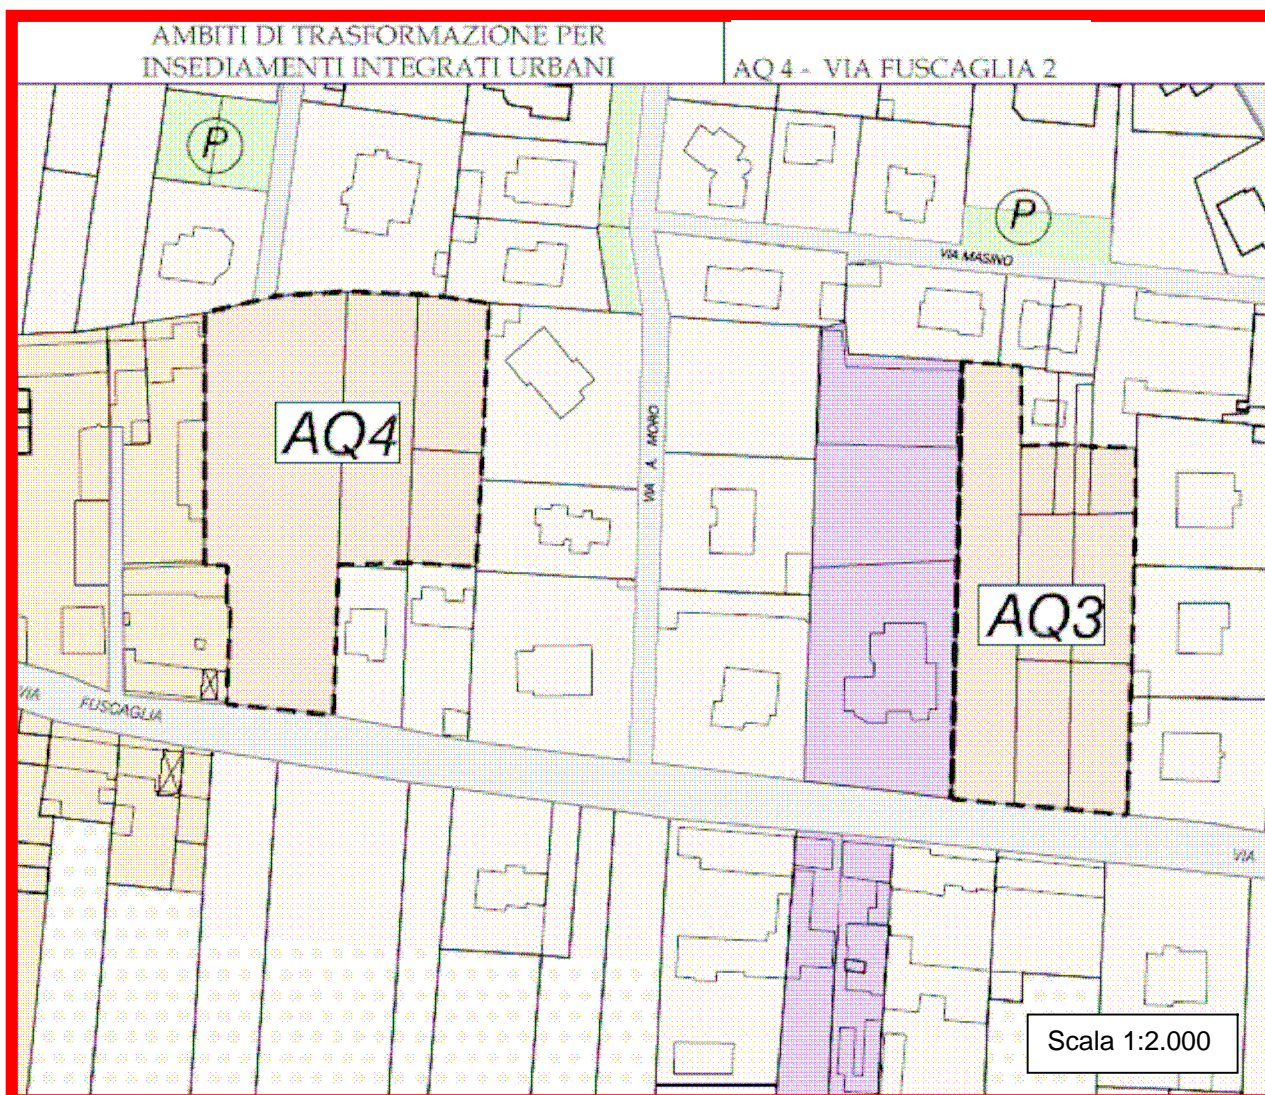 AMBITI DI TRASFORMAZIONE PER
INSEDIAMENTI INTEGRATI URBANI
AQ 4 - VIA FUSCAGLIA 2
P
P
VIA MASINO
AQ4
VIA A. MORO
AQ3
VIA FUSCAGLIA
VIA
Scala 1:2.000